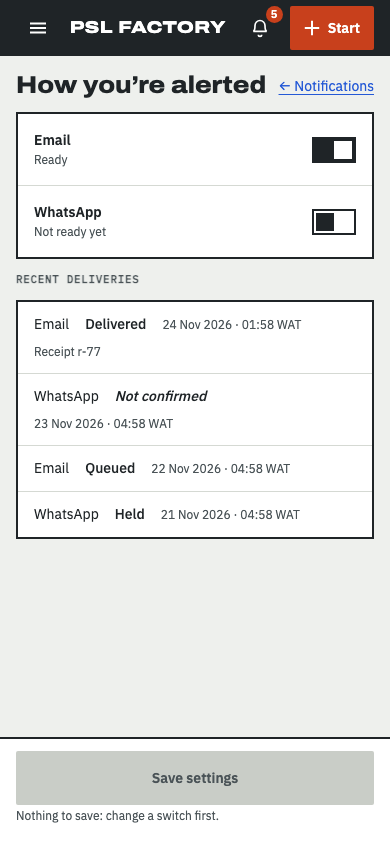 PSL FACTORY
5
Start
How you’re alerted
← Notifications
Email
Ready
WhatsApp
Not ready yet
RECENT DELIVERIES
Email Delivered 24 Nov 2026 · 01:58 WAT
Receipt r-77
WhatsApp Not confirmed
23 Nov 2026 · 04:58 WAT
Email Queued 22 Nov 2026 · 04:58 WAT
WhatsApp Held 21 Nov 2026 · 04:58 WAT
Save settings
Nothing to save: change a switch first.